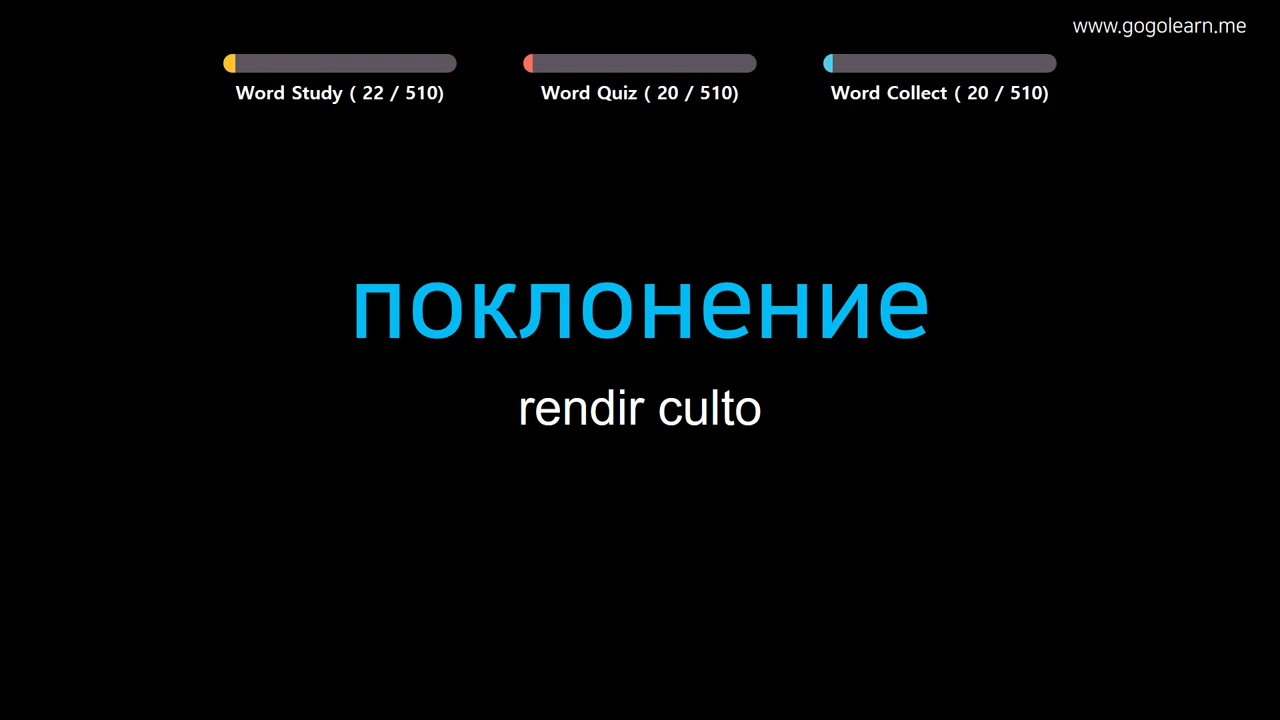 www.gogolearn.me
Word Study ( 22 / 510)
Word Quiz ( 20 / 510)
Word Collect ( 20 / 510)
поклонение
rendir culto